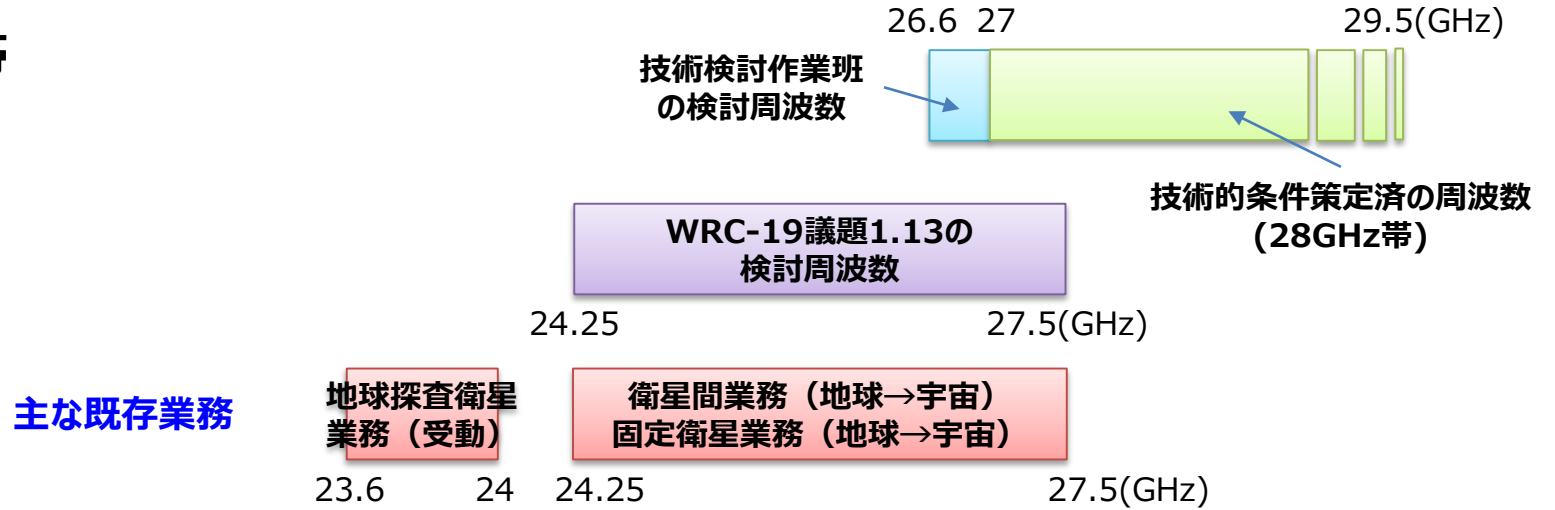 26.6 27 29.5(GHz)
技術検討作業班
の検討周波数
技術的条件策定済の周波数
(28GHz帯)
WRC-19議題1.13の
検討周波数
24.25 27.5(GHz)
主な既存業務
地球探査衛星
業務（受動）
衛星間業務（地球→宇宙）
固定衛星業務（地球→宇宙）
23.6 24 24.25 27.5(GHz)